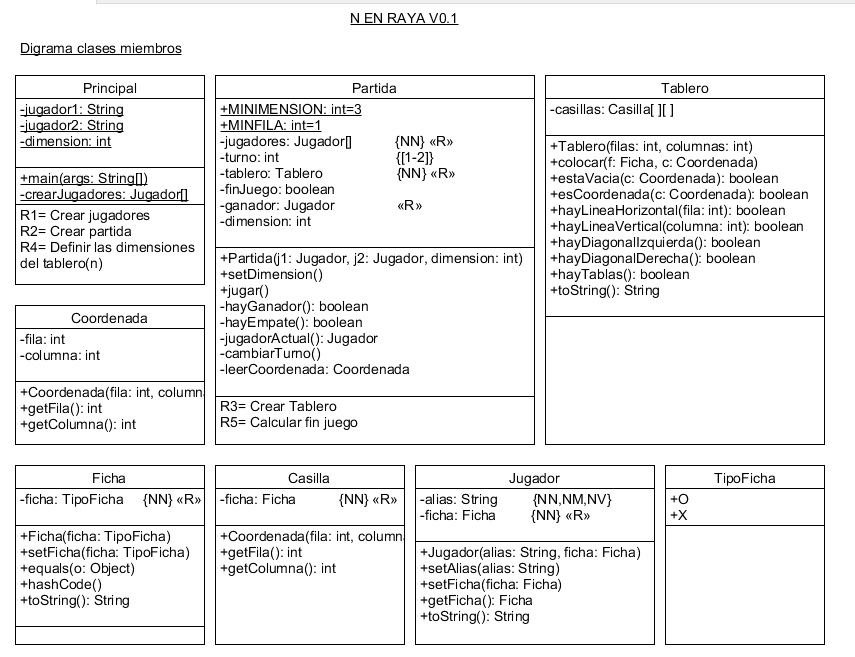 N EN RAYA V0.1
Digrama clases miembros
Principal
-jugador1: String
-jugador2: String
-dimension: int
+main(args: String[])
-crearJugadores: Jugador[]
R1= Crear jugadores
R2= Crear partida
R4= Definir las dimensiones
del tablero(n)
Partida
+MINIMENSION: int=3
+MINFILA: int=1
-jugadores: Jugador[] {NN} «R»
-turno: int {[1-2]}
-tablero: Tablero {NN} «R»
-finJuego: boolean
-ganador: Jugador «R»
-dimension: int
+Partida(j1: Jugador, j2: Jugador, dimension: int)
+setDimension()
+jugar()
-hayGanador(): boolean
-hayEmpate(): boolean
-jugadorActual(): Jugador
-cambiarTurno()
-leerCoordenada: Coordenada
R3= Crear Tablero
R5= Calcular fin juego
Tablero
-casillas: Casilla[ ][ ]
+Tablero(filas: int, columnas: int)
+colocar(f: Ficha, c: Coordenada)
+estaVacia(c: Coordenada): boolean
+esCoordenada(c: Coordenada): boolean
+hayLineaHorizontal(fila: int): boolean
+hayLineaVertical(columna: int): boolean
+hayDiagonalIzquierda(): boolean
+hayDiagonalDerecha(): boolean
+hayTablas(): boolean
+toString(): String
Coordenada
-fila: int
-columna: int
+Coordenada(fila: int, column
+getFila(): int
+getColumna(): int
Ficha
-ficha: TipoFicha {NN} «R»
+Ficha(ficha: TipoFicha)
+setFicha(ficha: TipoFicha)
+equals(o: Object)
+hashCode()
+toString(): String
Casilla
-ficha: Ficha {NN} «R»
+Coordenada(fila: int, column
+getFila(): int
+getColumna(): int
Jugador
-alias: String {NN,NM,NV}
-ficha: Ficha {NN} «R»
+Jugador(alias: String, ficha: Ficha)
+setAlias(alias: String)
+setFicha(ficha: Ficha)
+getFicha(): Ficha
+toString(): String
TipoFicha
+O
+X